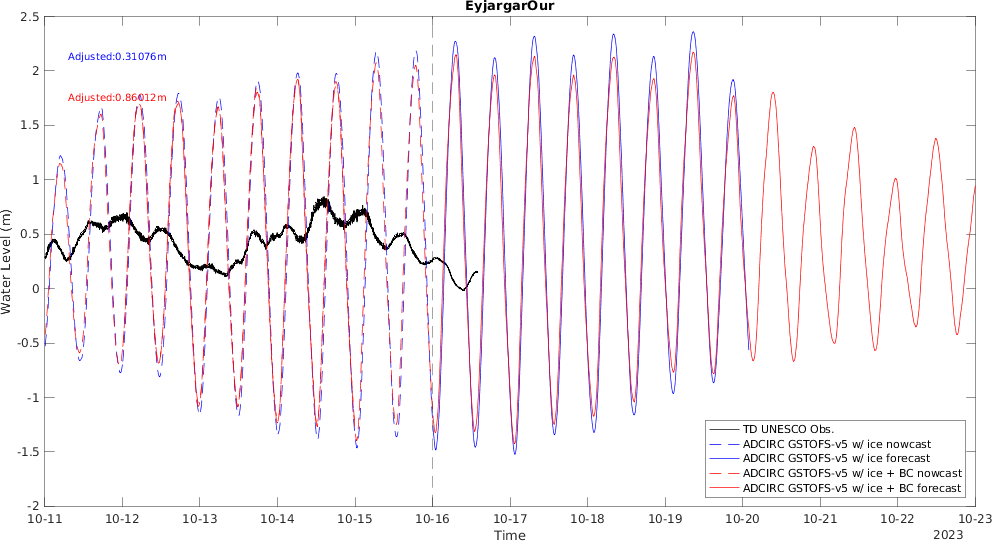 EyjargarOur
2.5
2
1.5
1
0.5
0
-0.5
-1
-1.5
-2
Water Level (m)
Adjusted:0.31076m
Adjusted:0.86012m
TD UNESCO Obs.
ADCIRC GSTOFS-v5 w/ ice nowcast
ADCIRC GSTOFS-v5 w/ ice forecast
ADCIRC GSTOFS-v5 w/ ice + BC nowcast
ADCIRC GSTOFS-v5 w/ ice + BC forecast
10-11 10-12 10-13 10-14 10-15 10-16 10-17 10-18 10-19 10-20 10-21 10-22 10-23
Time
2023